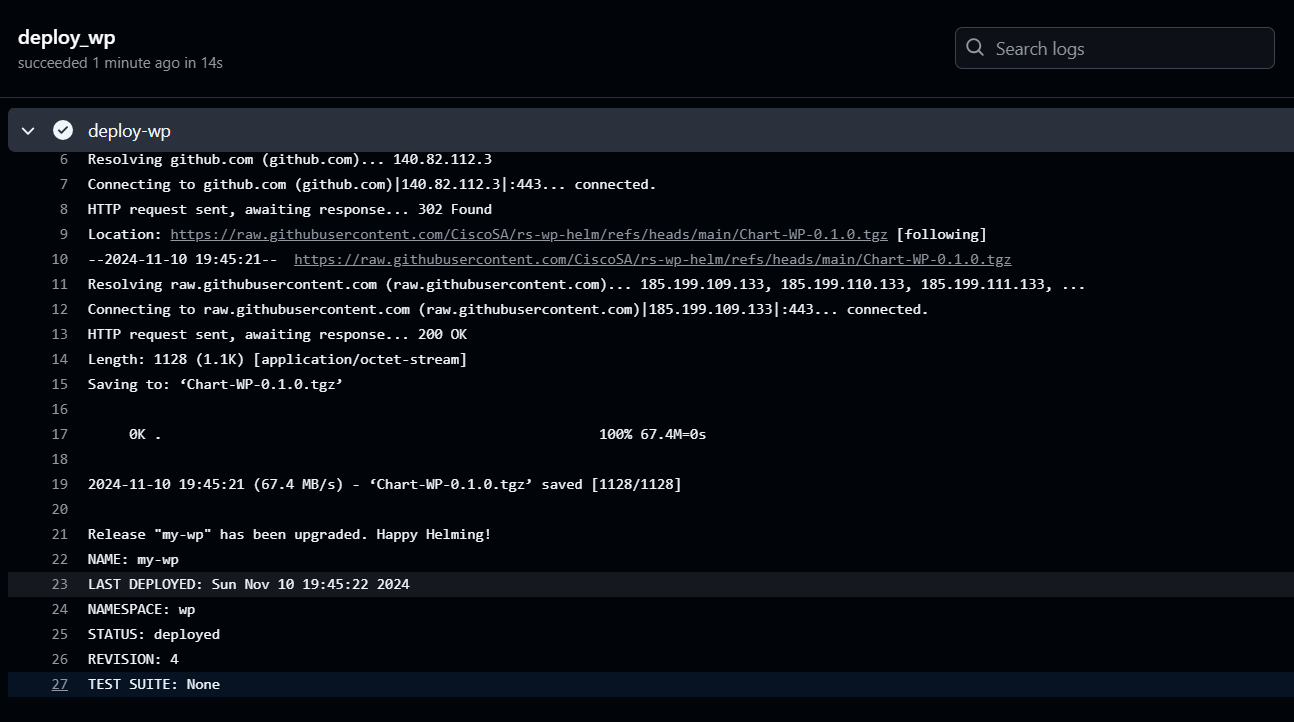 deploy_wp
succeeded 1 minute ago in 14s
Search logs
deploy-wp
6 Resolving github.com (github.com)... 140.82.112.3
7 Connecting to github.com (github.com)|140.82.112.3|:443... connected.
8 HTTP request sent, awaiting response... 302 Found
9 Location: https://raw.githubusercontent.com/CiscoSA/rs-wp-helm/refs/heads/main/Chart-WP-0.1.0.tgz [following]
10 --2024-11-10 19:45:21-- https://raw.githubusercontent.com/CiscoSA/rs-wp-helm/refs/heads/main/Chart-WP-0.1.0.tgz
11 Resolving raw.githubusercontent.com (raw.githubusercontent.com)... 185.199.109.133, 185.199.110.133, 185.199.111.133, ...
12 Connecting to raw.githubusercontent.com (raw.githubusercontent.com)|185.199.109.133|:443... connected.
13 HTTP request sent, awaiting response... 200 OK
14 Length: 1128 (1.1K) [application/octet-stream]
15 Saving to: ‘Chart-WP-0.1.0.tgz’
16
17 0K . 100% 67.4M=0s
18
19 2024-11-10 19:45:21 (67.4 MB/s) - ‘Chart-WP-0.1.0.tgz’ saved [1128/1128]
20
21 Release "my-wp" has been upgraded. Happy Helming!
22 NAME: my-wp
23 LAST DEPLOYED: Sun Nov 10 19:45:22 2024
24 NAMESPACE: wp
25 STATUS: deployed
26 REVISION: 4
27 TEST SUITE: None